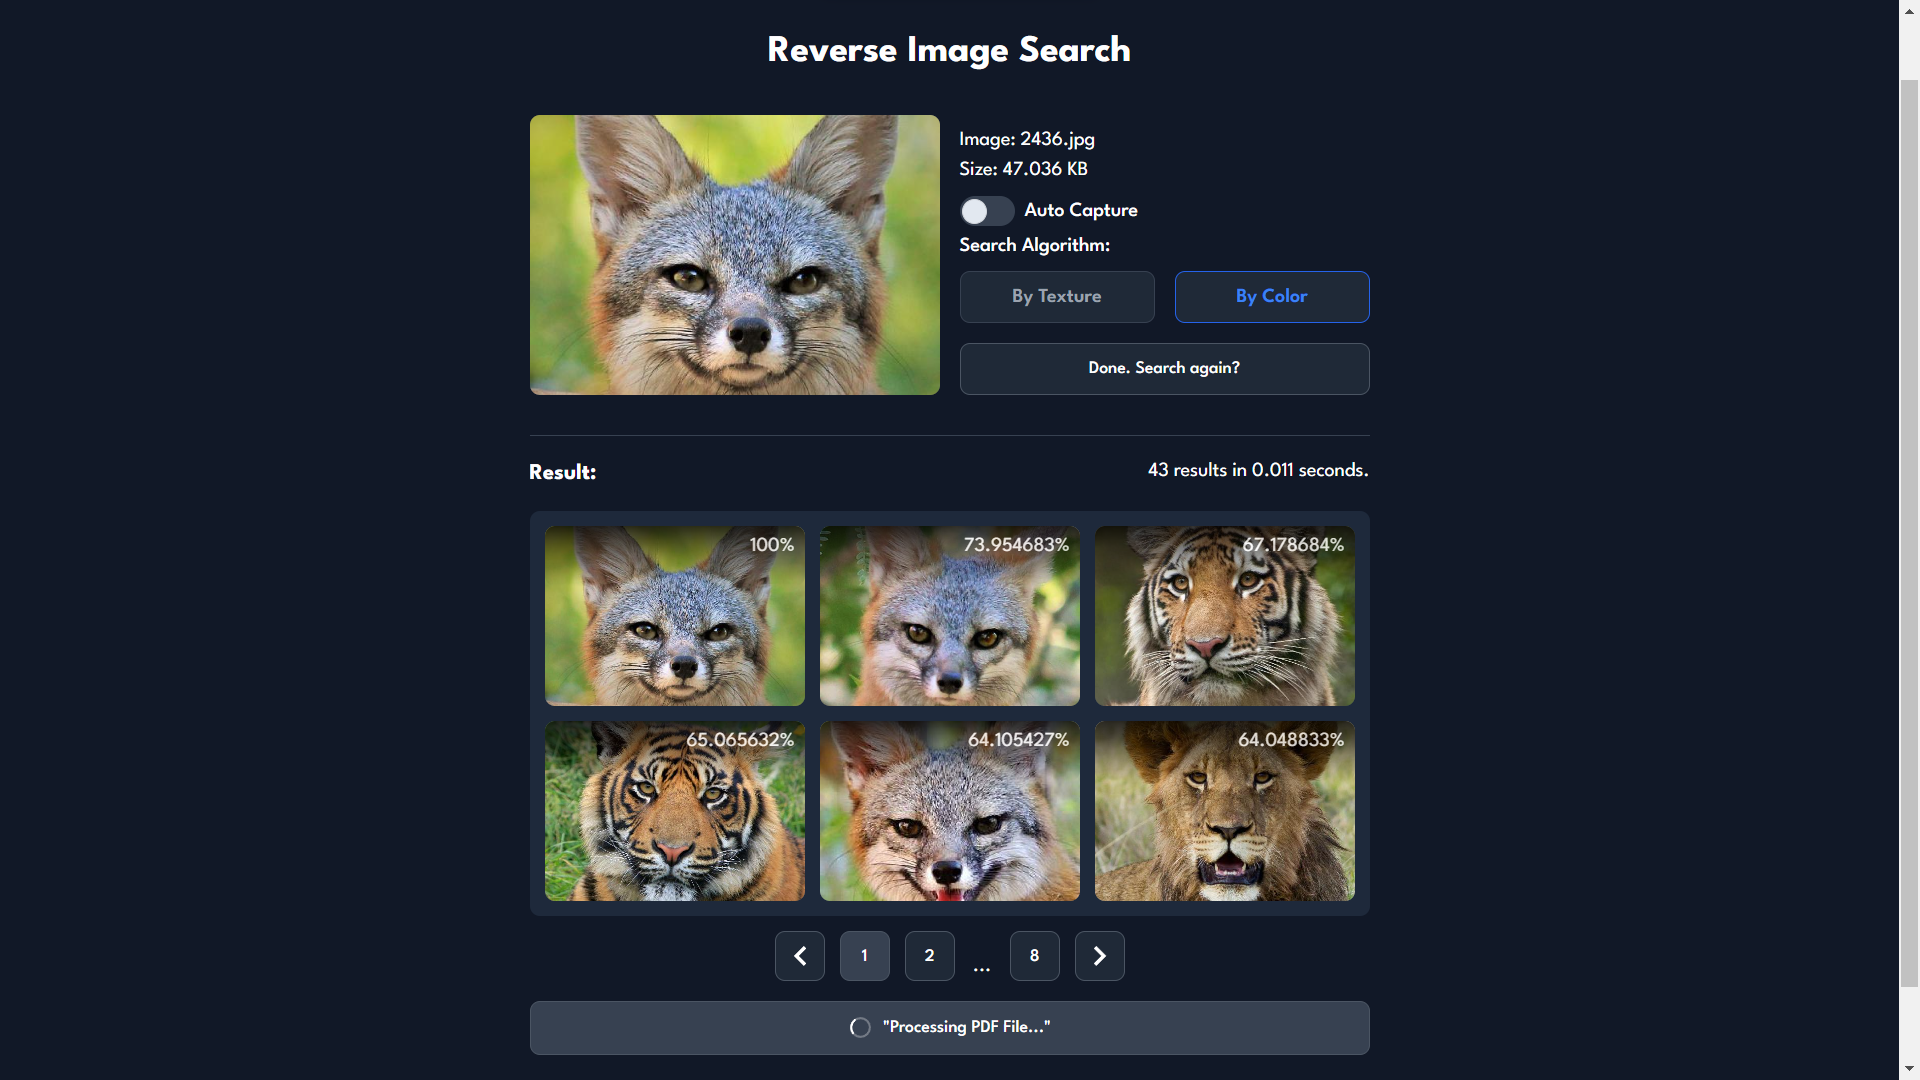 Reverse Image Search
Image: 2436.jpg
Size: 47.036 KB
Auto Capture
Search Algorithm:
By Texture
By Color
Done. Search again?
Result:
43 results in 0.011 seconds.
100%
73.954683%
67.178684%
65.065632%
64.105427%
64.048833%
1
2
...
8
"Processing PDF File..."